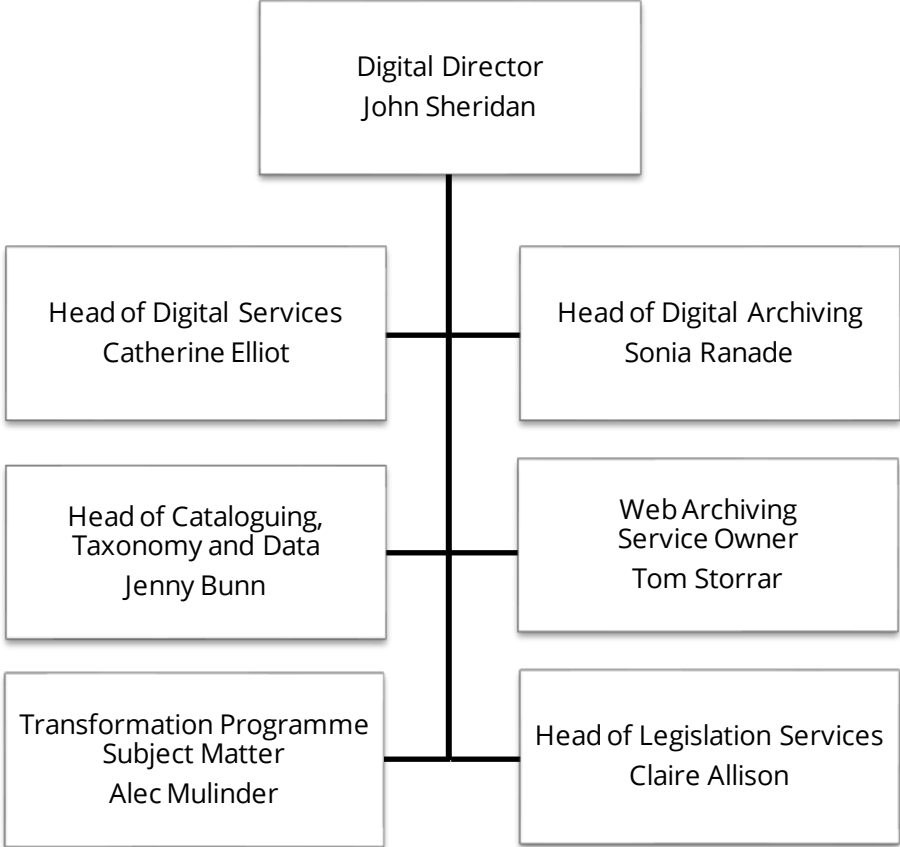 Digital Director
John Sheridan
Head of Digital Services
Catherine Elliot
Head of Digital Archiving
Sonia Ranade
Head of Cataloguing,
Taxonomy and Data
Jenny Bunn
Web Archiving
Service Owner
Tom Storrar
Transformation Programme
Subject Matter
Alec Mulinder
Head of Legislation Services
Claire Allison